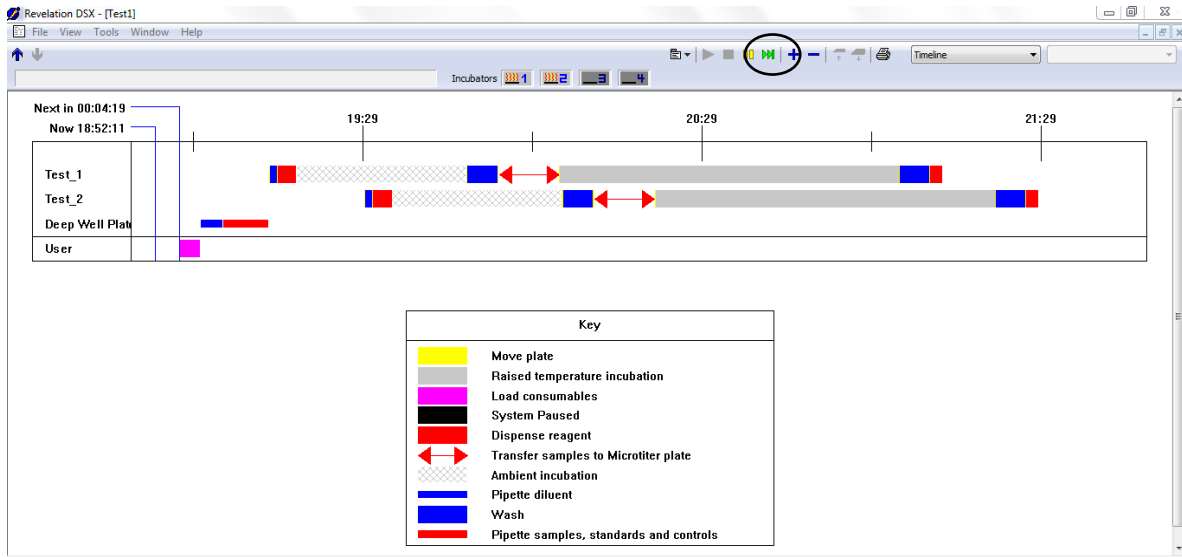 Revelation DSX - [Test1]
File View Tools Window Help
Timeline
Incubators 1 2 3 4
Next in 00:04:19
Now 18:52:11
19:29 20:29 21:29
Test_1
Test_2
Deep Well Plat
User
Key
Move plate
Raised temperature incubation
Load consumables
System Paused
Dispense reagent
Transfer samples to Microtiter plate
Ambient incubation
Pipette diluent
Wash
Pipette samples, standards and controls